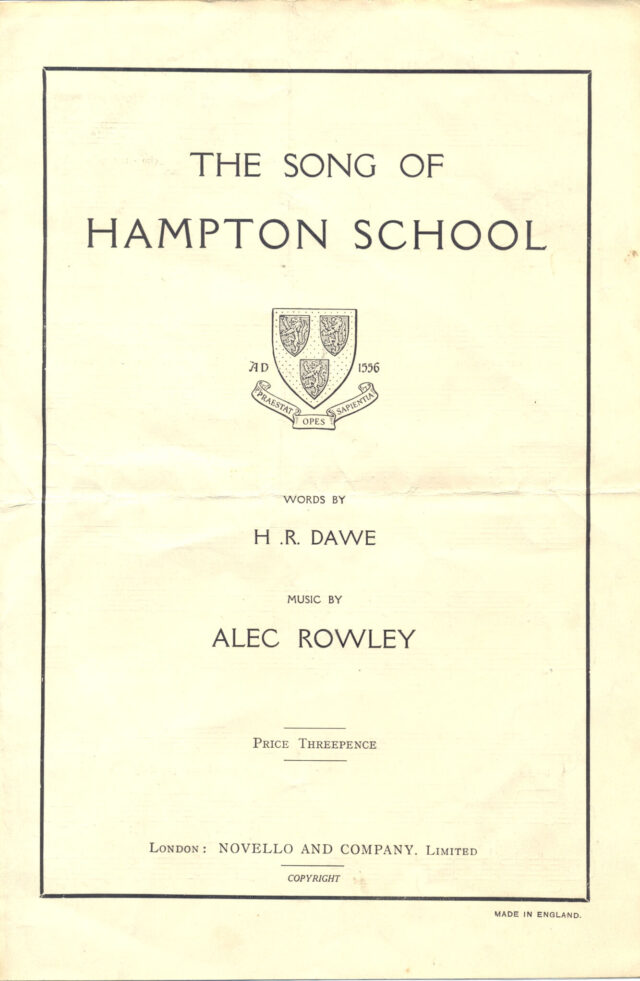 THE SONG OF
HAMPTON SCHOOL
AD 1556
PRAESTAT OPES SAPIENTIA
WORDS BY
H .R. DAWE
MUSIC BY
ALEC ROWLEY
PRICE THREEPENCE
LONDON: NOVELLO AND COMPANY. LIMITED
COPYRIGHT
MADE IN ENGLAND.